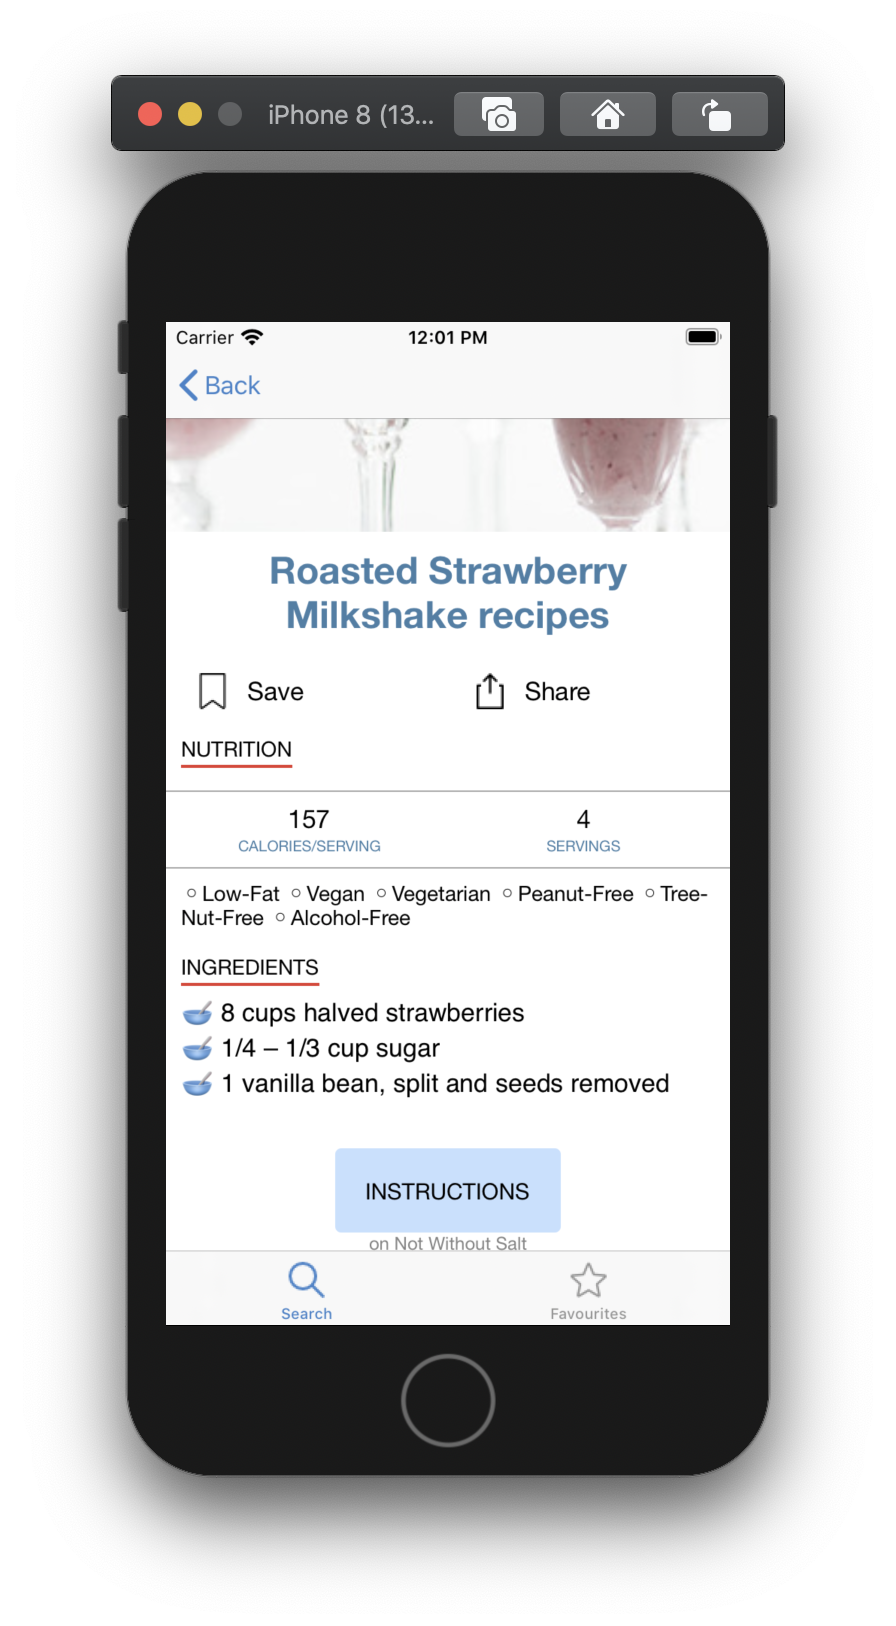 iPhone 8 (13...
Carrier 12:01 PM
Back
Roasted Strawberry
Milkshake recipes
Save Share
NUTRITION
157 4
CALORIES/SERVING SERVINGS
○ Low-Fat ○ Vegan ○ Vegetarian ○ Peanut-Free ○ Tree-
Nut-Free ○ Alcohol-Free
INGREDIENTS
🥣 8 cups halved strawberries
🥣 1/4 – 1/3 cup sugar
🥣 1 vanilla bean, split and seeds removed
INSTRUCTIONS
on Not Without Salt
Search Favourites